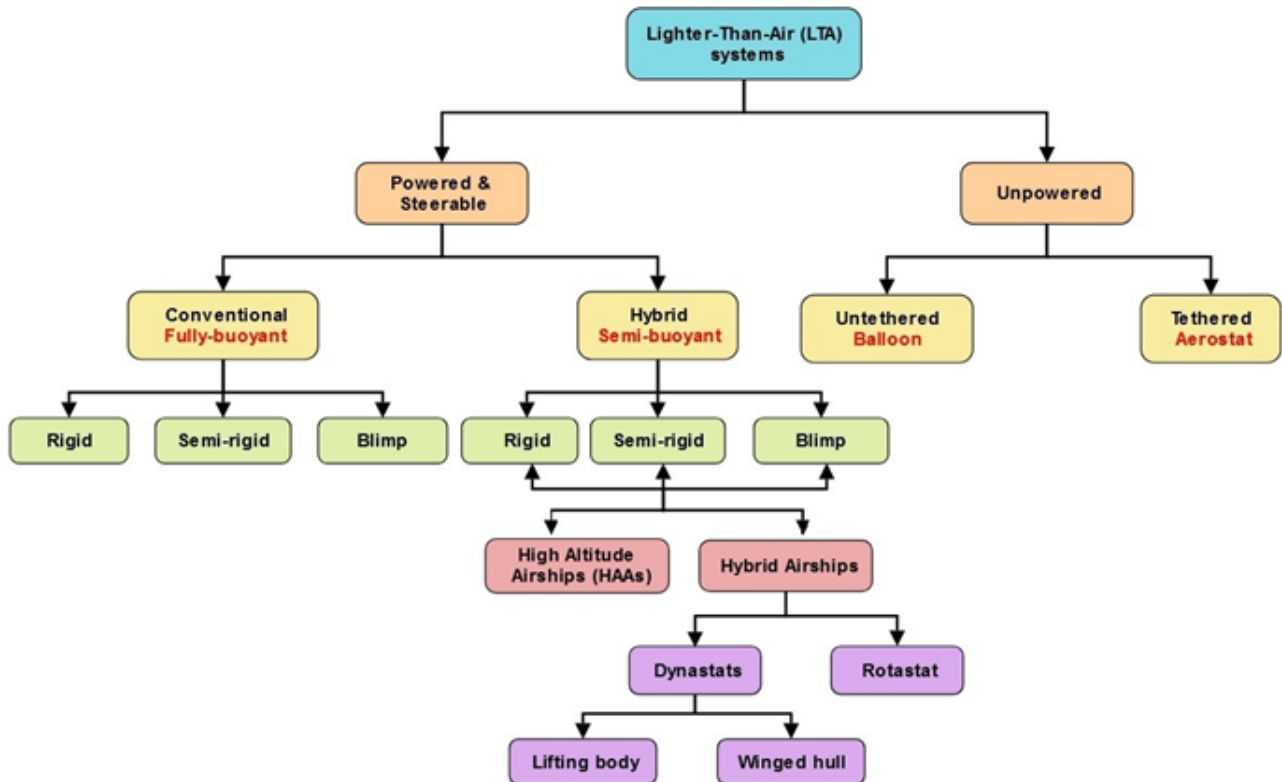 Lighter-Than-Air (LTA)
systems
Powered &
Steerable
Unpowered
Conventional
Fully-buoyant
Hybrid
Semi-buoyant
Untethered
Balloon
Tethered
Aerostat
Rigid
Semi-rigid
Blimp
Rigid
Semi-rigid
Blimp
High Altitude
Airships (HAAs)
Hybrid Airships
Dynastats
Rotastat
Lifting body
Winged hull